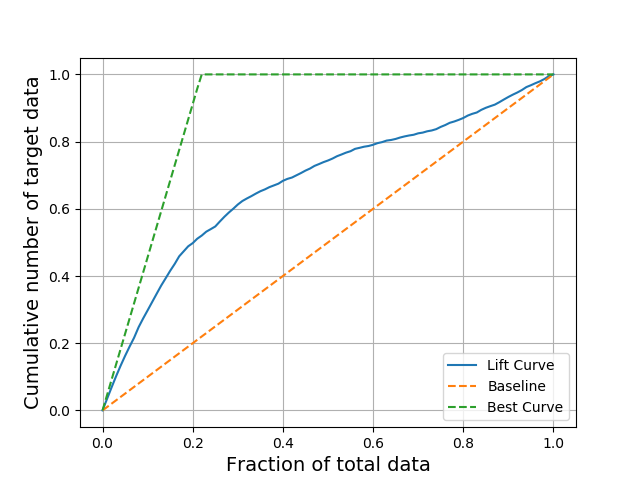 Cumulative number of target data
1.0
0.8
0.6
0.4
0.2
0.0
Lift Curve
Baseline
Best Curve
0.0 0.2 0.4 0.6 0.8 1.0
Fraction of total data